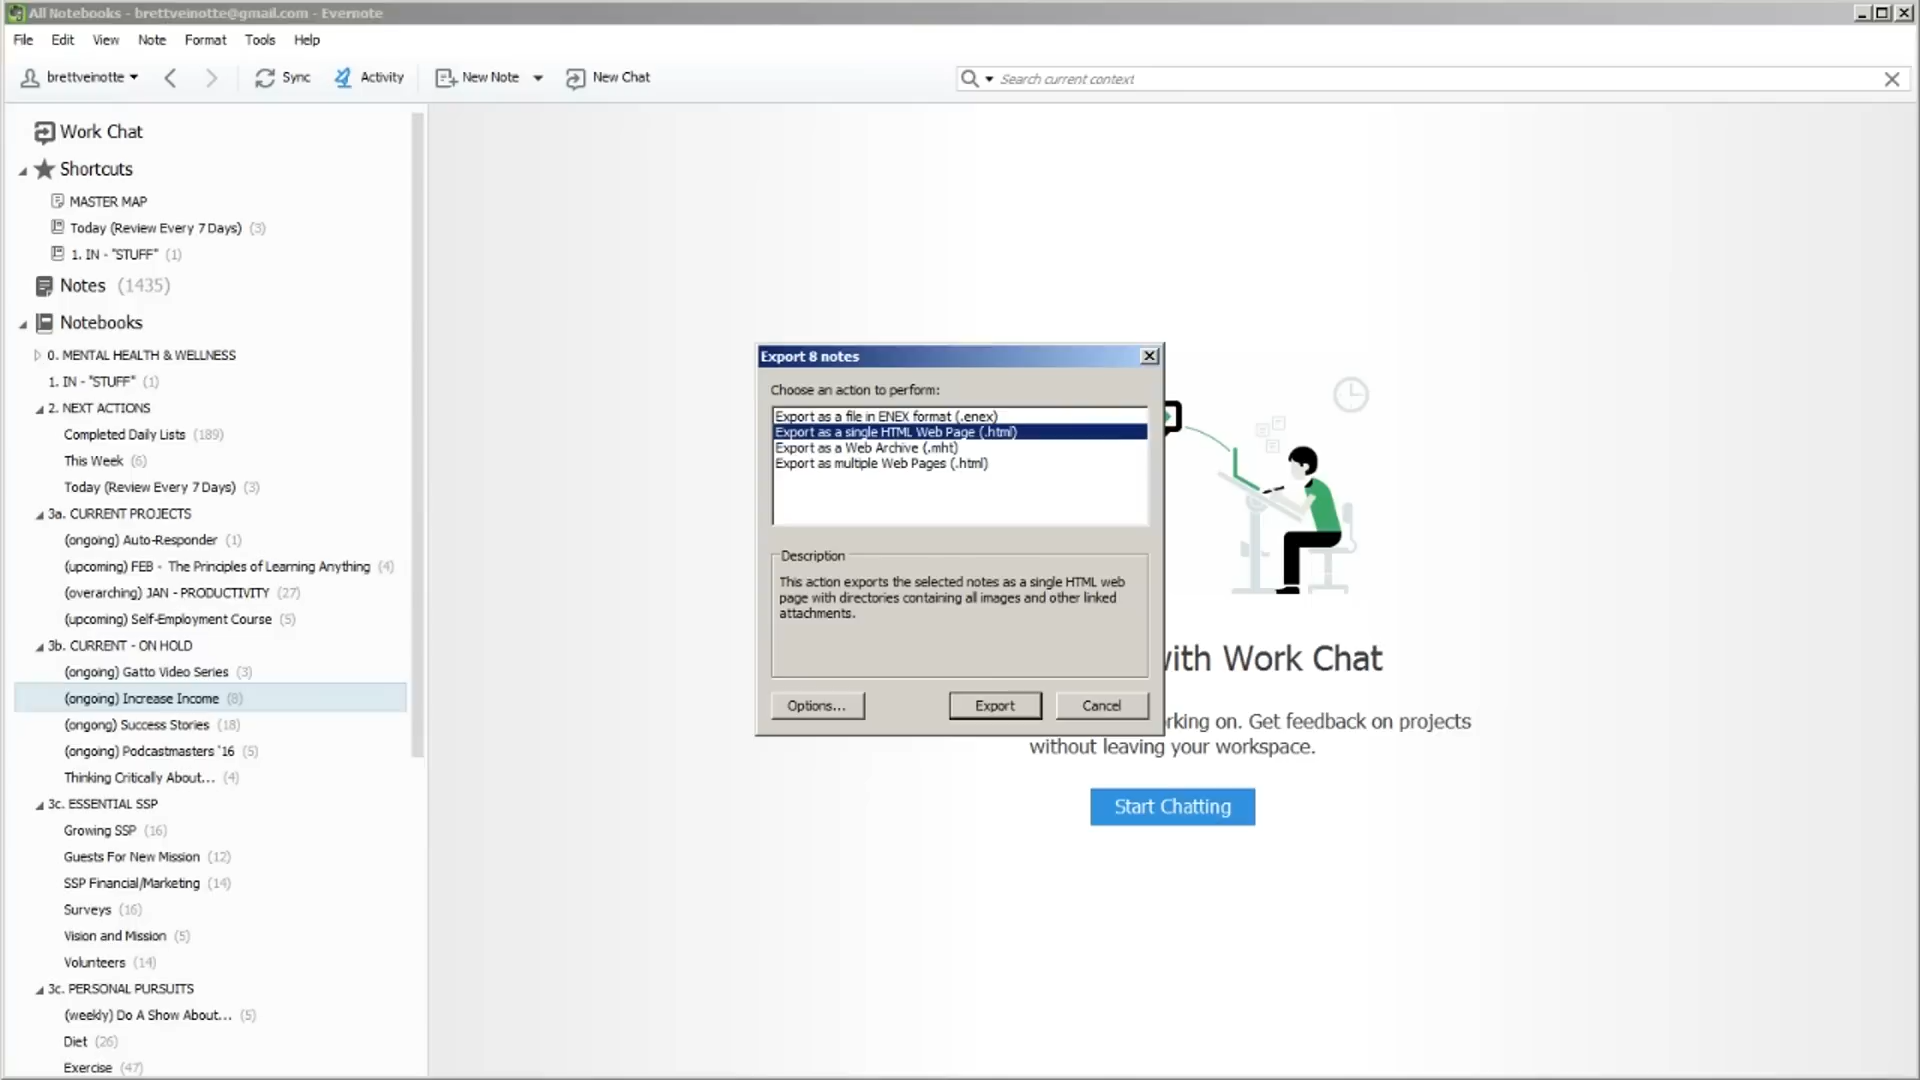 All Notebooks - brettveinotte@gmail.com - Evernote
File Edit View Note Format Tools Help
brettveinotte Sync Activity New Note New Chat Search current context
Work Chat
Shortcuts
MASTER MAP
Today (Review Every 7 Days) (3)
1. IN - "STUFF" (1)
Notes (1435)
Notebooks
0. MENTAL HEALTH & WELLNESS
1. IN - "STUFF" (1)
2. NEXT ACTIONS
Completed Daily Lists (189)
This Week (6)
Today (Review Every 7 Days) (3)
3a. CURRENT PROJECTS
(ongoing) Auto-Responder (1)
(upcoming) FEB - The Principles of Learning Anything (4)
(overarching) JAN - PRODUCTIVITY (27)
(upcoming) Self-Employment Course (5)
3b. CURRENT - ON HOLD
(ongoing) Gatto Video Series (3)
(ongoing) Increase Income (8)
(ongong) Success Stories (18)
(ongoing) Podcastmasters '16 (5)
Thinking Critically About... (4)
3c. ESSENTIAL SSP
Growing SSP (16)
Guests For New Mission (12)
SSP Financial/Marketing (14)
Surveys (16)
Vision and Mission (5)
Volunteers (14)
3c. PERSONAL PURSUITS
(weekly) Do A Show About... (5)
Diet (26)
Exercise (47)
Export 8 notes
Choose an action to perform:
Export as a file in ENEX format (.enex)
Export as a single HTML Web Page (.html)
Export as a Web Archive (.mht)
Export as multiple Web Pages (.html)
Description
This action exports the selected notes as a single HTML web
page with directories containing all images and other linked
attachments.
Options... Export Cancel
with Work Chat
rking on. Get feedback on projects
without leaving your workspace.
Start Chatting